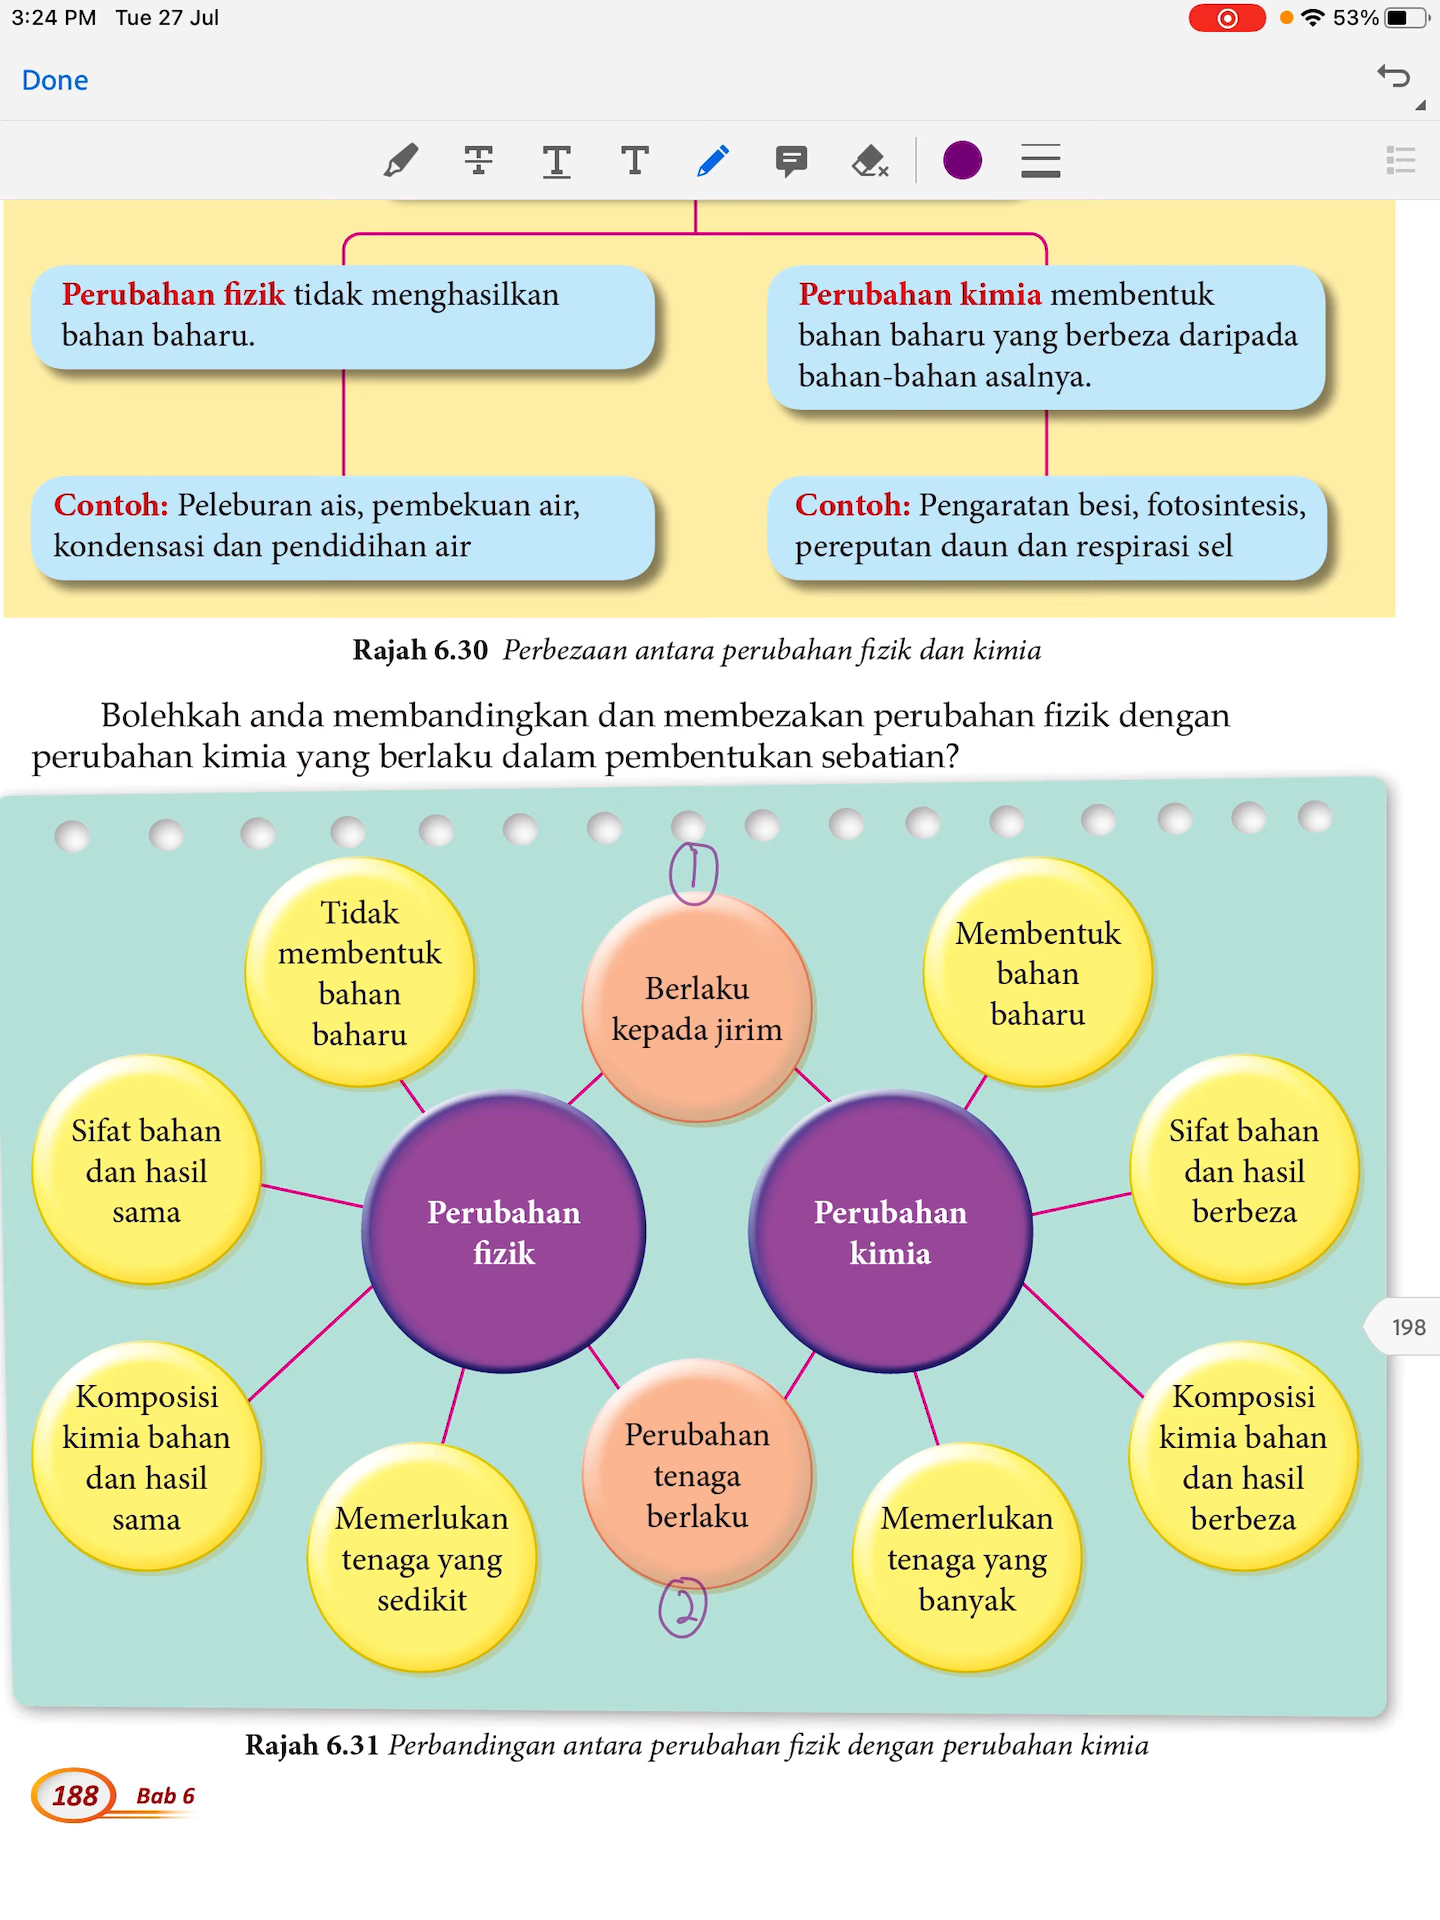 3:24 PM Tue 27 Jul
53%
Done
Perubahan fizik tidak menghasilkan
bahan baharu.
Perubahan kimia membentuk
bahan baharu yang berbeza daripada
bahan-bahan asalnya.
Contoh: Peleburan ais, pembekuan air,
kondensasi dan pendidihan air
Contoh: Pengaratan besi, fotosintesis,
pereputan daun dan respirasi sel
Rajah 6.30 Perbezaan antara perubahan fizik dan kimia
Bolehkah anda membandingkan dan membezakan perubahan fizik dengan
perubahan kimia yang berlaku dalam pembentukan sebatian?
1
Tidak
membentuk
bahan
baharu
Berlaku
kepada jirim
Membentuk
bahan
baharu
Sifat bahan
dan hasil
sama
Perubahan
fizik
Perubahan
kimia
Sifat bahan
dan hasil
berbeza
198
Komposisi
kimia bahan
dan hasil
sama
Memerlukan
tenaga yang
sedikit
Perubahan
tenaga
berlaku
2
Memerlukan
tenaga yang
banyak
Komposisi
kimia bahan
dan hasil
berbeza
Rajah 6.31 Perbandingan antara perubahan fizik dengan perubahan kimia
188 Bab 6